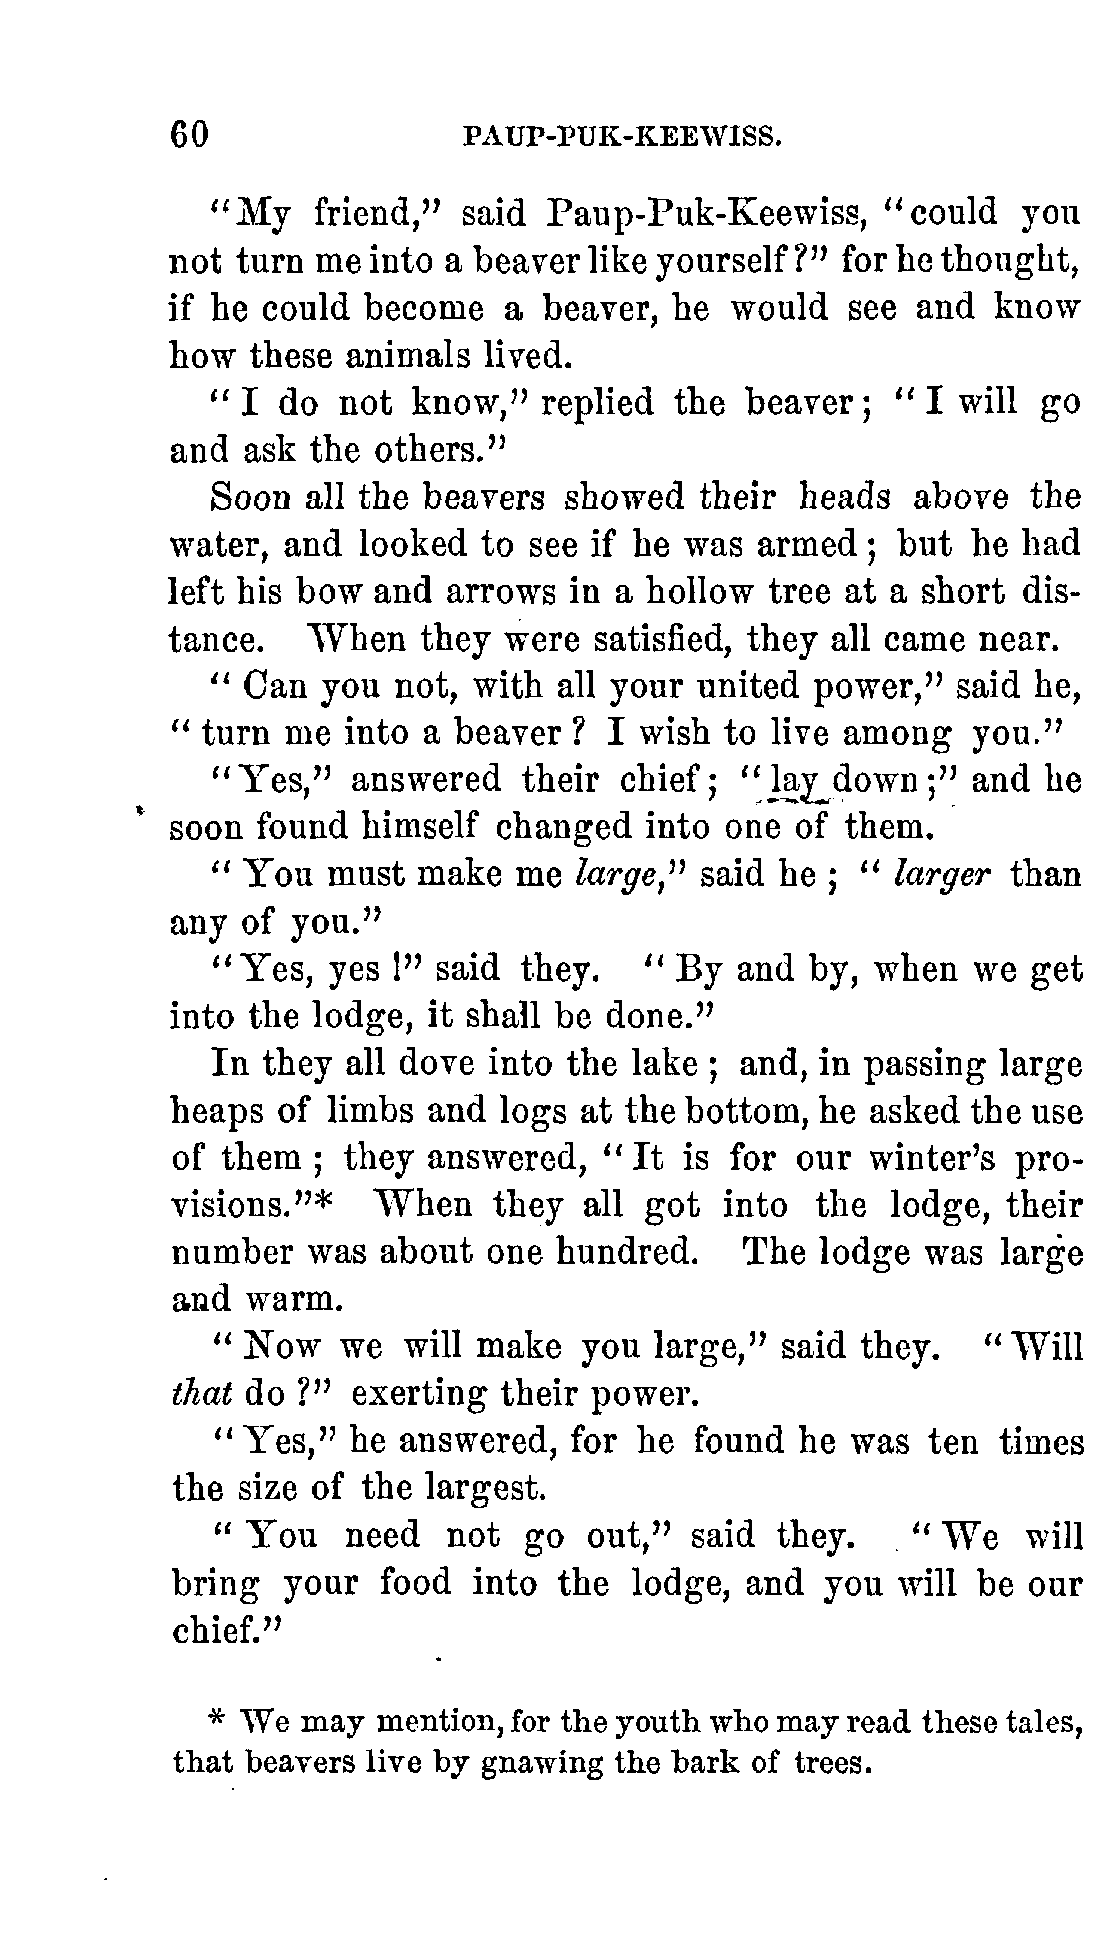 60 PAUP-PUK-KEEWISS.
"My friend," said Paup-Puk-Keewiss, "could you
not turn me into a beaver like yourself?" for he thought,
if he could become a beaver, he would see and know
how these animals lived.
"I do not know," replied the beaver; "I will go
and ask the others."
Soon all the beavers showed their heads above the
water, and looked to see if he was armed; but he had
left his bow and arrows in a hollow tree at a short dis-
tance. When they were satisfied, they all came near.
"Can you not, with all your united power," said he,
"turn me into a beaver? I wish to live among you."
"Yes," answered their chief; "lay down;" and he
soon found himself changed into one of them.
"You must make me large," said he; "larger than
any of you."
"Yes, yes!" said they. "By and by, when we get
into the lodge, it shall be done."
In they all dove into the lake; and, in passing large
heaps of limbs and logs at the bottom, he asked the use
of them; they answered, "It is for our winter's pro-
visions."* When they all got into the lodge, their
number was about one hundred. The lodge was large
and warm.
"Now we will make you large," said they. "Will
that do?" exerting their power.
"Yes," he answered, for he found he was ten times
the size of the largest.
"You need not go out," said they. "We will
bring your food into the lodge, and you will be our
chief."
* We may mention, for the youth who may read these tales,
that beavers live by gnawing the bark of trees.